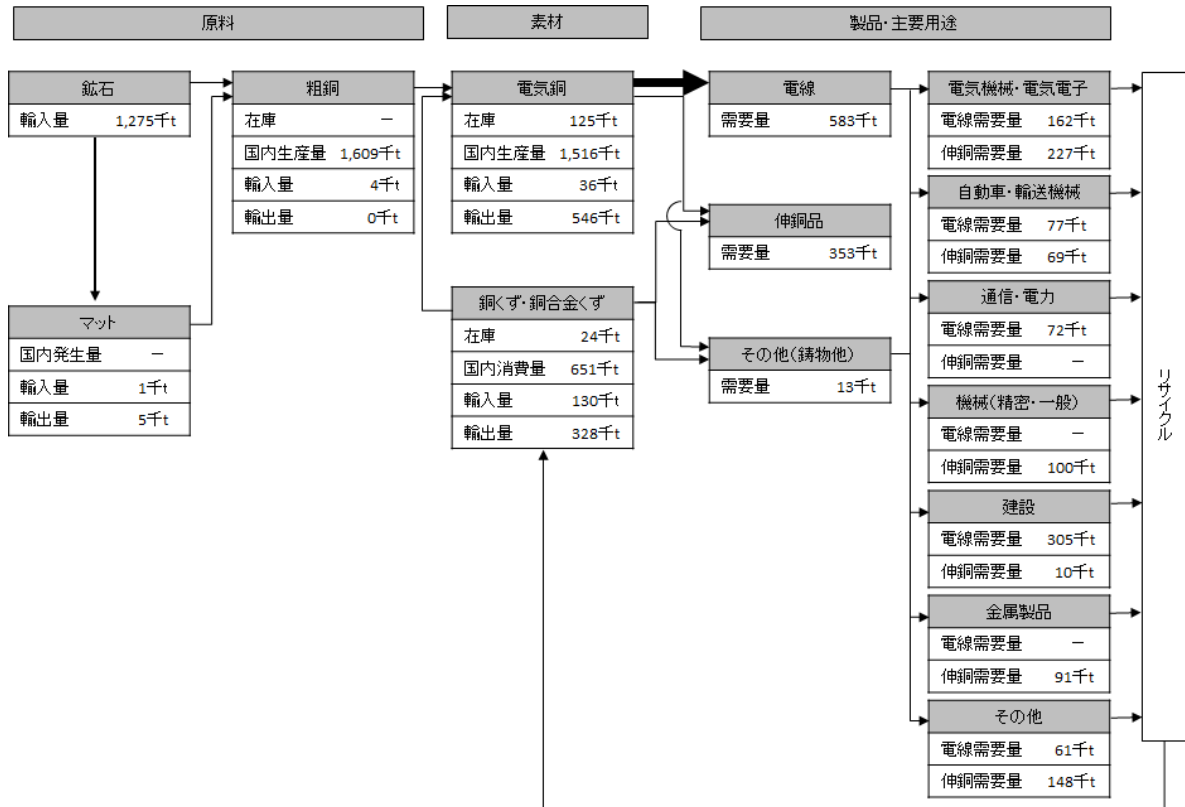 原料
素材
製品・主要用途
鉱石
輸入量 1,275千t
マット
国内発生量 －
輸入量 1千t
輸出量 5千t
粗銅
在庫 －
国内生産量 1,609千t
輸入量 4千t
輸出量 0千t
電気銅
在庫 125千t
国内生産量 1,516千t
輸入量 36千t
輸出量 546千t
銅くず・銅合金くず
在庫 24千t
国内消費量 651千t
輸入量 130千t
輸出量 328千t
電線
需要量 583千t
伸銅品
需要量 353千t
その他(鋳物他)
需要量 13千t
電気機械・電気電子
電線需要量 162千t
伸銅需要量 227千t
自動車・輸送機械
電線需要量 77千t
伸銅需要量 69千t
通信・電力
電線需要量 72千t
伸銅需要量 －
機械(精密・一般)
電線需要量 －
伸銅需要量 100千t
建設
電線需要量 305千t
伸銅需要量 10千t
金属製品
電線需要量 －
伸銅需要量 91千t
その他
電線需要量 61千t
伸銅需要量 148千t
リサイクル